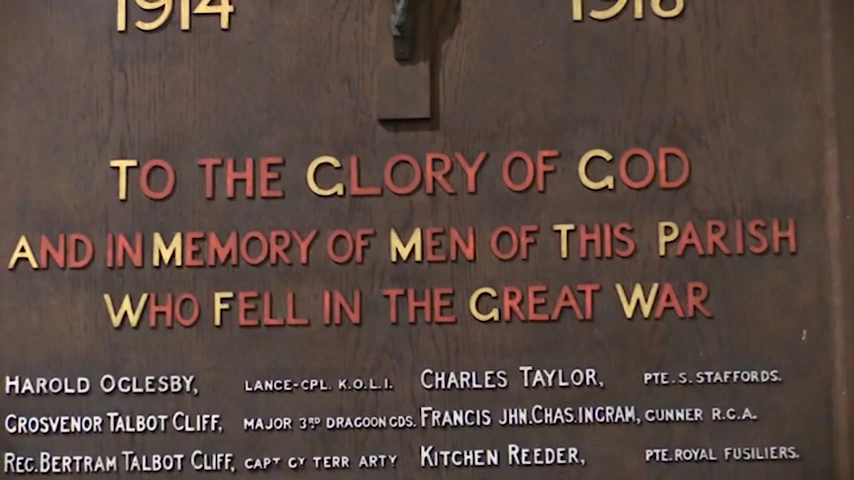 1914 1918
TO THE GLORY OF GOD
AND IN MEMORY OF MEN OF THIS PARISH
WHO FELL IN THE GREAT WAR
HAROLD OGLESBY, LANCE-CPL. K.O.L.I. CHARLES TAYLOR, PTE. S. STAFFORDS.
GROSVENOR TALBOT CLIFF, MAJOR 3RD DRAGOON GDS. FRANCIS JHN.CHAS.INGRAM, GUNNER R.G.A.
REG.BERTRAM TALBOT CLIFF, CAPT CY TERR ARTY KITCHEN REEDER, PTE.ROYAL FUSILIERS.